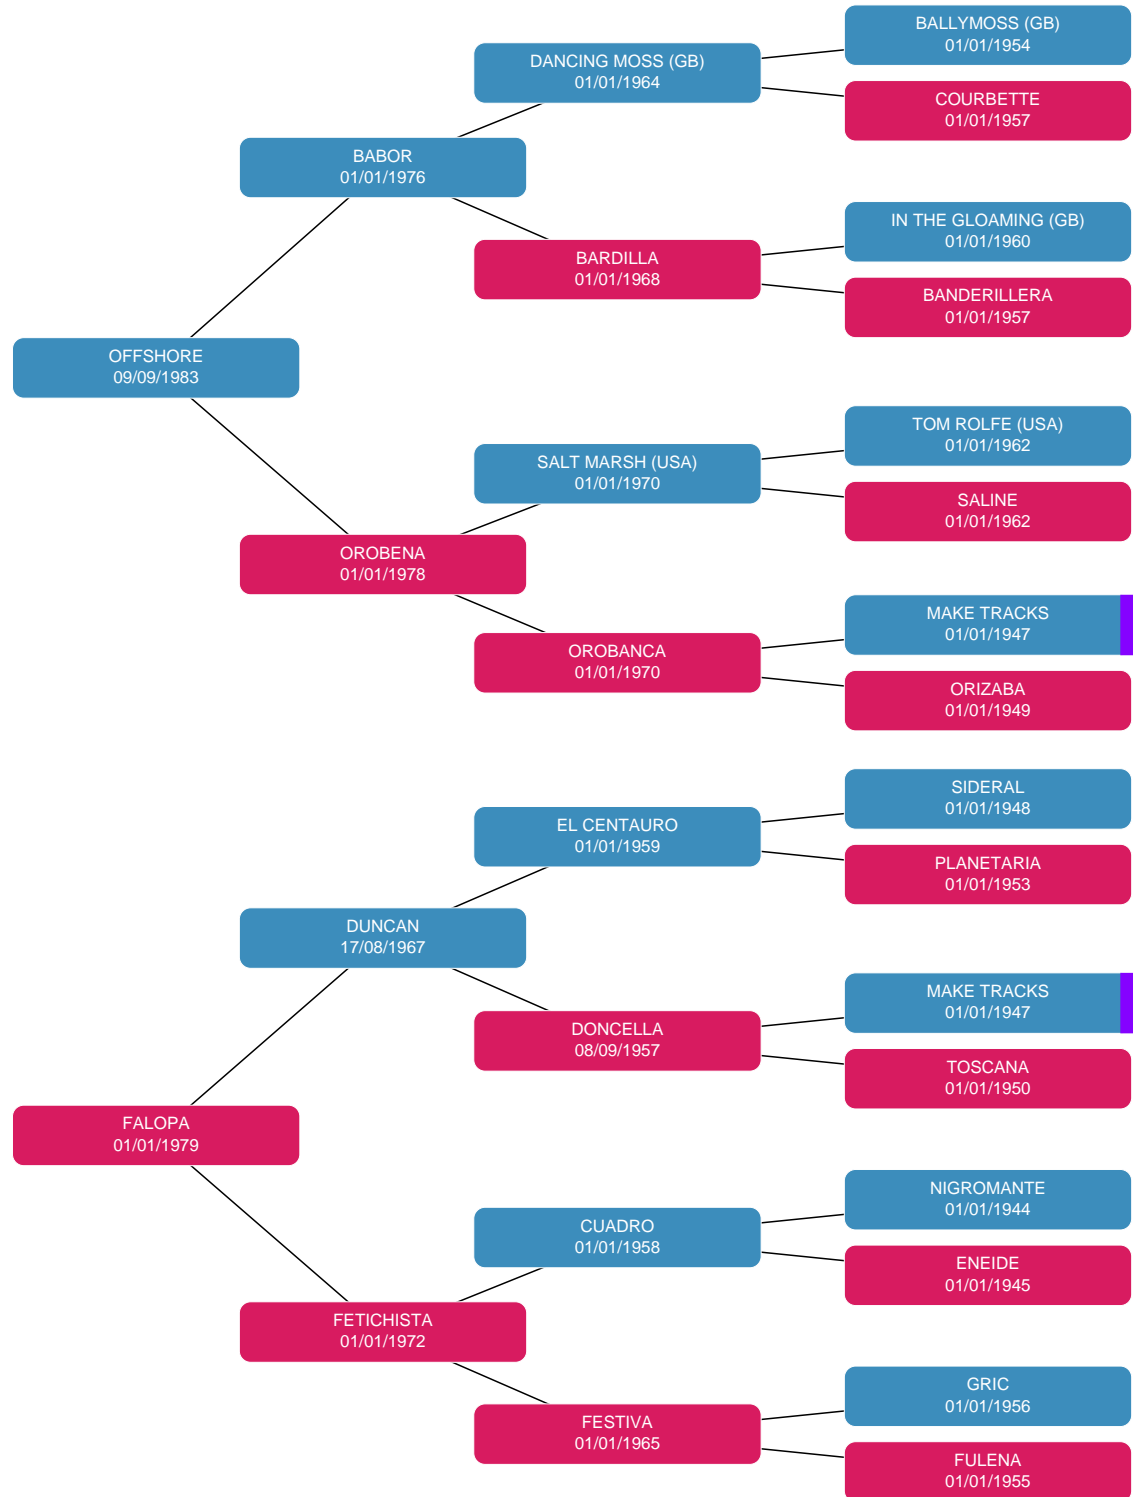 BALLYMOSS (GB)
01/01/1954
DANCING MOSS (GB)
01/01/1964
COURBETTE
01/01/1957
BABOR
01/01/1976
IN THE GLOAMING (GB)
01/01/1960
BARDILLA
01/01/1968
BANDERILLERA
01/01/1957
OFFSHORE
09/09/1983
TOM ROLFE (USA)
01/01/1962
SALT MARSH (USA)
01/01/1970
SALINE
01/01/1962
OROBENA
01/01/1978
MAKE TRACKS
01/01/1947
OROBANCA
01/01/1970
ORIZABA
01/01/1949
SIDERAL
01/01/1948
EL CENTAURO
01/01/1959
PLANETARIA
01/01/1953
DUNCAN
17/08/1967
MAKE TRACKS
01/01/1947
DONCELLA
08/09/1957
TOSCANA
01/01/1950
FALOPA
01/01/1979
NIGROMANTE
01/01/1944
CUADRO
01/01/1958
ENEIDE
01/01/1945
FETICHISTA
01/01/1972
GRIC
01/01/1956
FESTIVA
01/01/1965
FULENA
01/01/1955